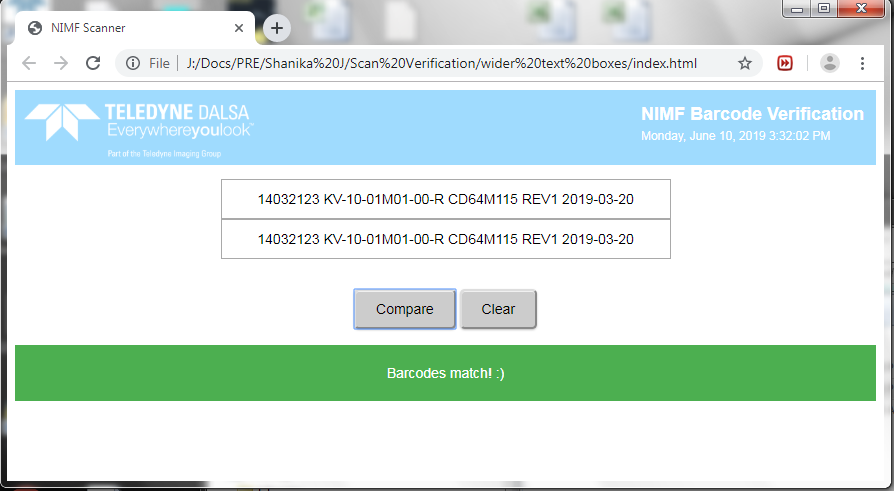 NIMF Scanner
File
J:/Docs/PRE/Shanika%20J/Scan%20Verification/wider%20text%20boxes/index.html
TELEDYNE DALSA
Everywhereyoulook™
Part of the Teledyne Imaging Group
NIMF Barcode Verification
Monday, June 10, 2019 3:32:02 PM
14032123 KV-10-01M01-00-R CD64M115 REV1 2019-03-20
14032123 KV-10-01M01-00-R CD64M115 REV1 2019-03-20
Compare
Clear
Barcodes match! :)